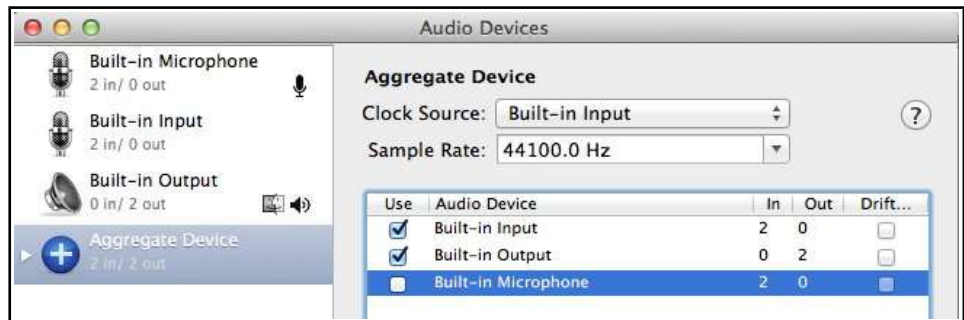 Audio Devices
Built-in Microphone
2 in/ 0 out
Built-in Input
2 in/ 0 out
Built-in Output
0 in/ 2 out
Aggregate Device
2 in/ 2 out
Aggregate Device
Clock Source: Built-in Input
?
Sample Rate: 44100.0 Hz
Use Audio Device In Out Drift...
Built-in Input 2 0
Built-in Output 0 2
Built-in Microphone 2 0